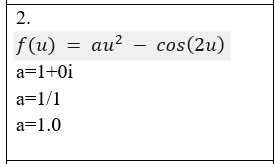 2.
f(u) = au² − cos(2u)
a=1+0i
a=1/1
a=1.0